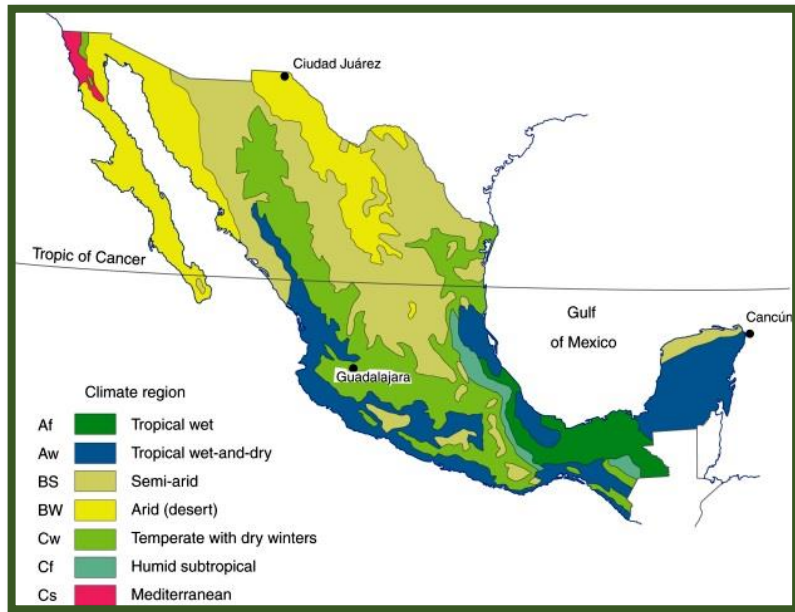 Ciudad Juárez
Tropic of Cancer
Gulf
of Mexico
Cancún
Guadalajara
Climate region
Af Tropical wet
Aw Tropical wet-and-dry
BS Semi-arid
BW Arid (desert)
Cw Temperate with dry winters
Cf Humid subtropical
Cs Mediterranean